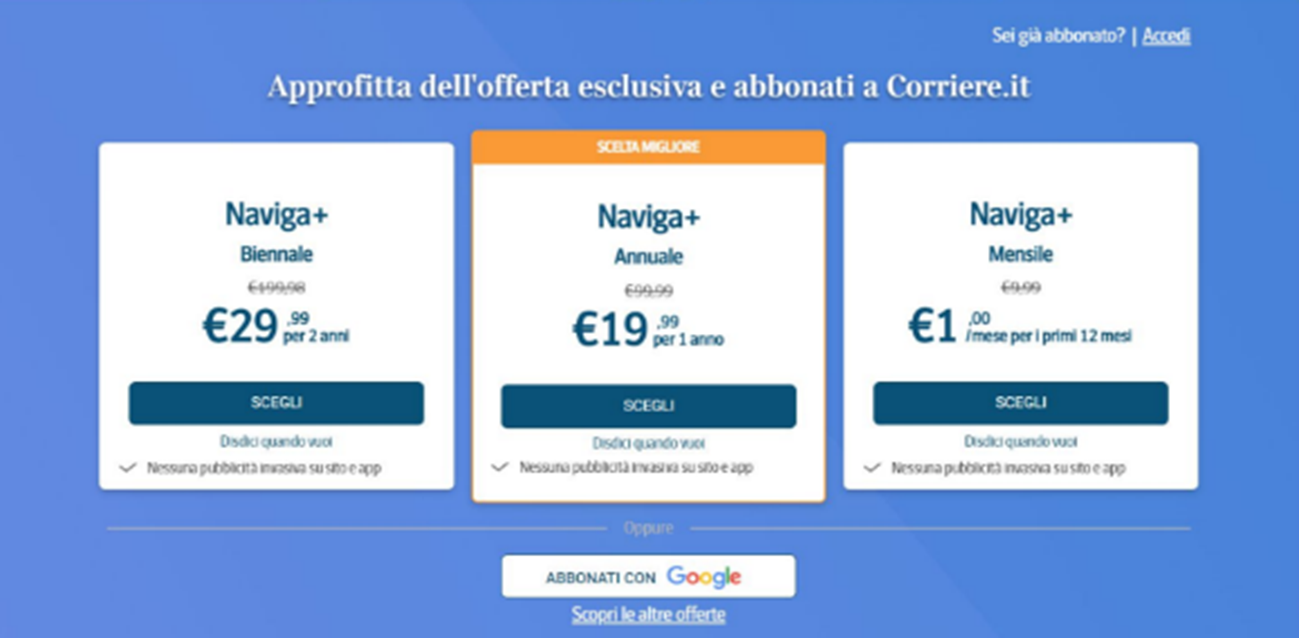 Sei già abbonato? | Accedi
Approfitta dell'offerta esclusiva e abbonati a Corriere.it
Naviga+
Biennale
€199,98
€29,99 per 2 anni
SCEGLI
Disdici quando vuoi
Nessuna pubblicità invasiva su sito e app
SCELTA MIGLIORE
Naviga+
Annuale
€99,99
€19,99 per 1 anno
SCEGLI
Disdici quando vuoi
Nessuna pubblicità invasiva su sito e app
Naviga+
Mensile
€9,99
€1,00 /mese per i primi 12 mesi
SCEGLI
Disdici quando vuoi
Nessuna pubblicità invasiva su sito e app
Oppure
ABBONATI CON Google
Scopri le altre offerte